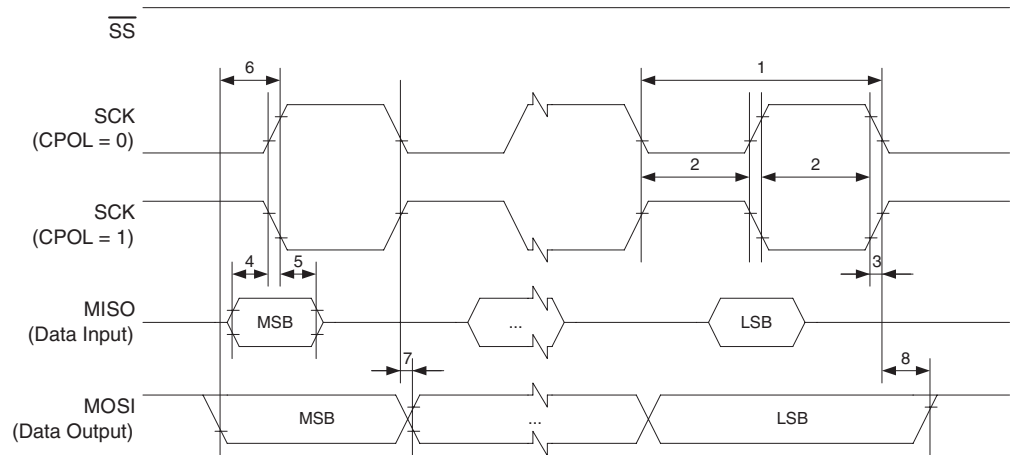 SS
6
1
SCK
(CPOL = 0)
2
2
SCK
(CPOL = 1)
4
5
3
MISO
(Data Input)
MSB
...
LSB
7
8
MOSI
(Data Output)
MSB
...
LSB